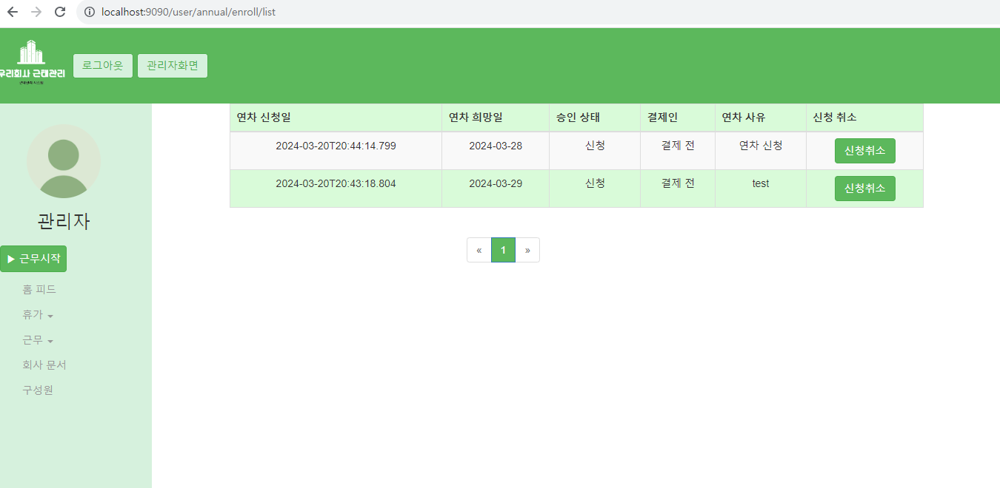 localhost:9090/user/annual/enroll/list
우리회사 근태관리
로그아웃 관리자화면
연차 신청일 연차 희망일 승인 상태 결제인 연차 사유 신청 취소
2024-03-20T20:44:14.799 2024-03-28 신청 결제 전 연차 신청 신청취소
2024-03-20T20:43:18.804 2024-03-29 신청 결제 전 test 신청취소
« 1 »
관리자
▶ 근무시작
홈 피드
휴가
근무
회사 문서
구성원